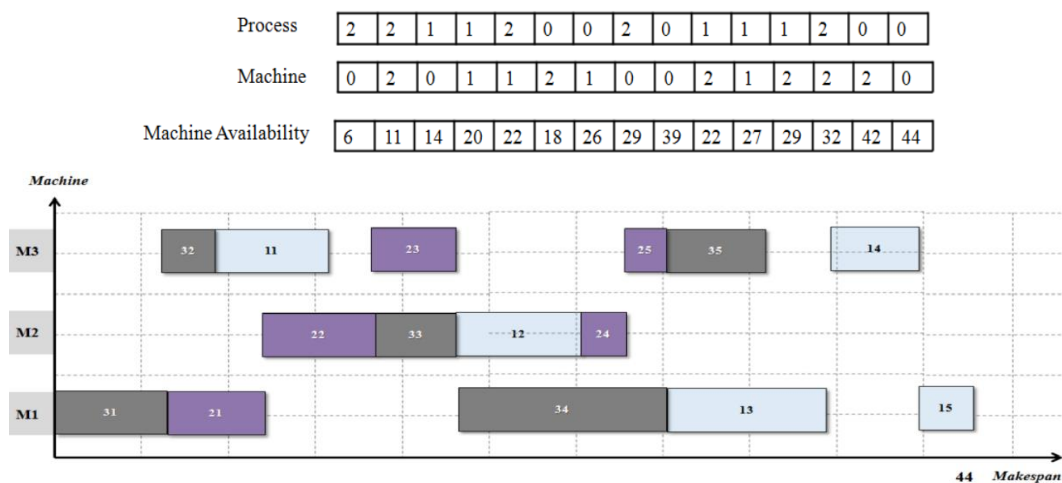 Process 2 2 1 1 2 0 0 2 0 1 1 1 2 0 0
Machine 0 2 0 1 1 2 1 0 0 2 1 2 2 2 0
Machine Availability 6 11 14 20 22 18 26 29 39 22 27 29 32 42 44
Machine
M3 32 11 23 25 35 14
M2 22 33 12 24
M1 31 21 34 13 15
44 Makespan